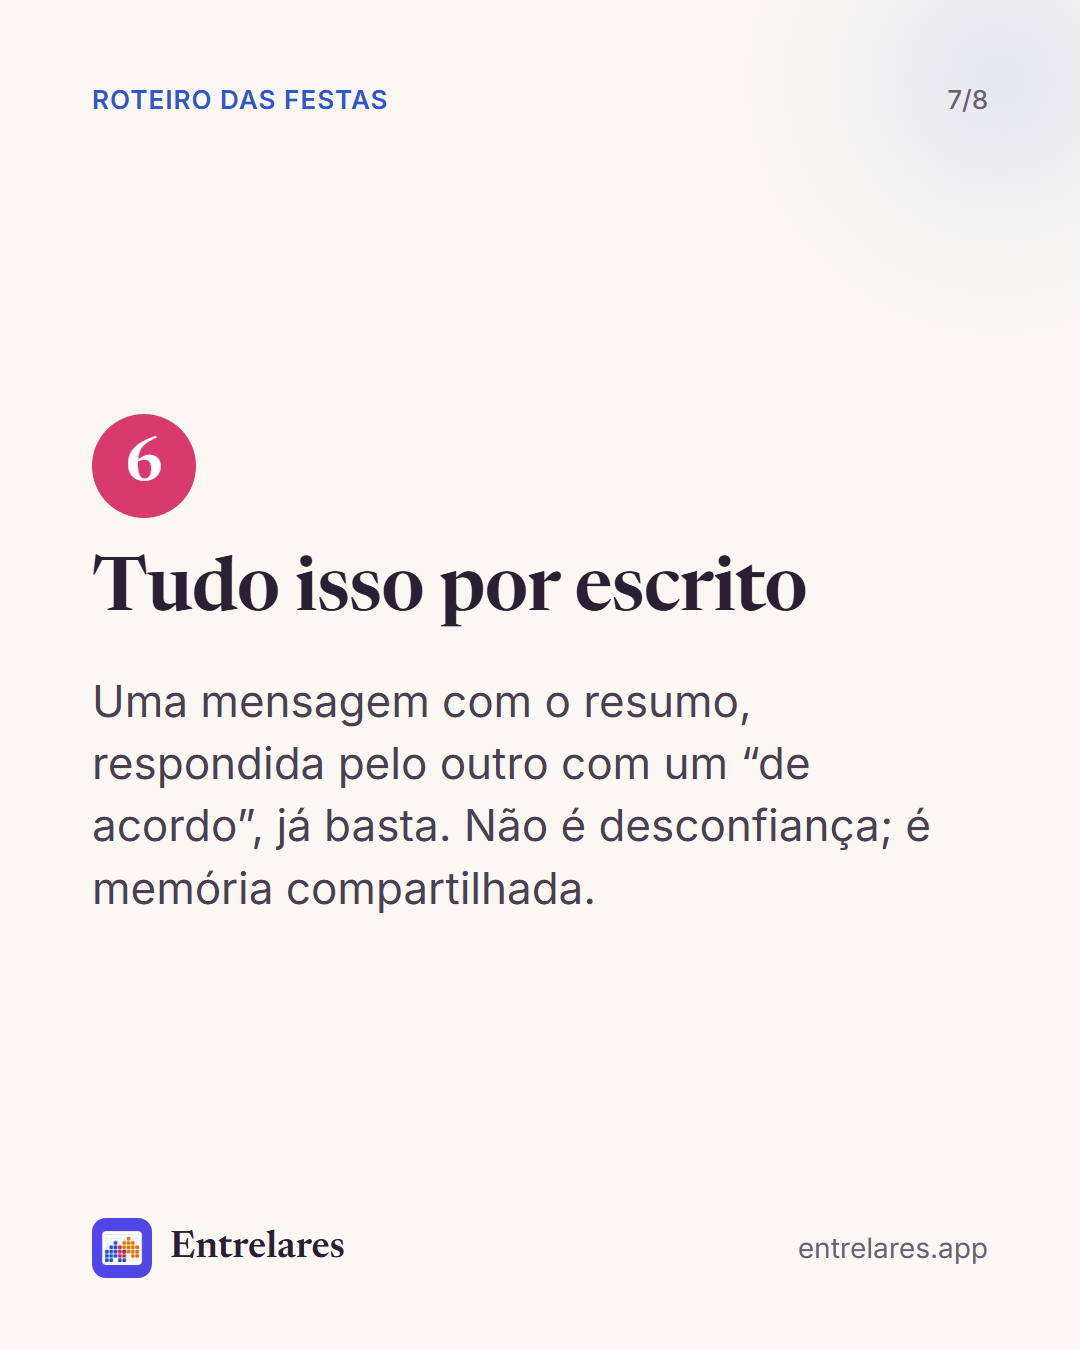 ROTEIRO DAS FESTAS
7/8
6
Tudo isso por escrito
Uma mensagem com o resumo,
respondida pelo outro com um “de
acordo”, já basta. Não é desconfiança; é
memória compartilhada.
Entrelares
entrelares.app